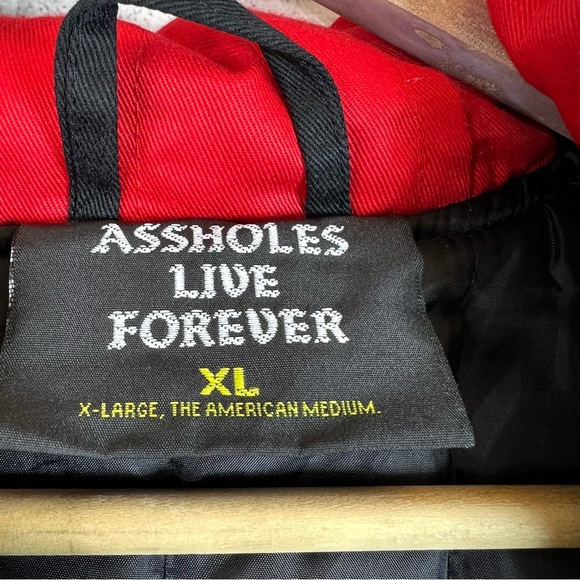 ASSHOLES
LIVE
FOREVER
XL
X-LARGE, THE AMERICAN MEDIUM.